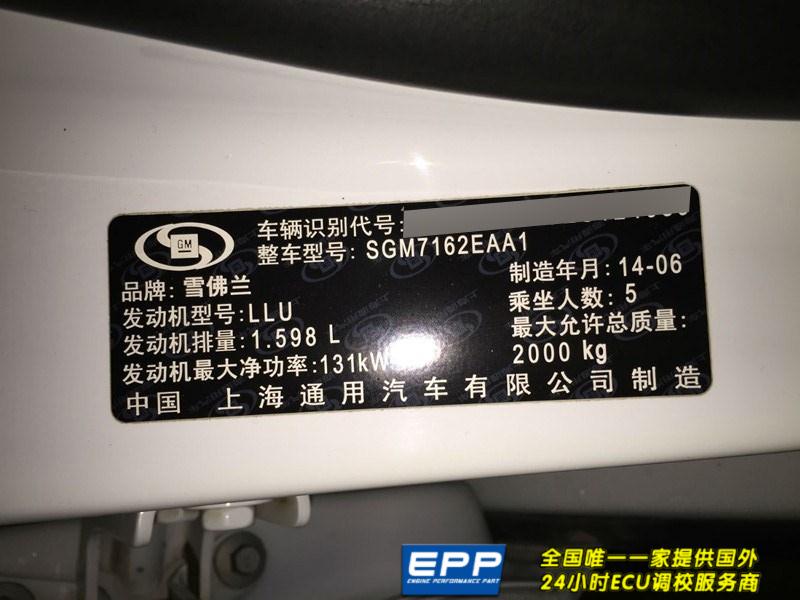 GM
车辆识别代号:
整车型号: SGM7162EAA1
品牌: 雪佛兰
制造年月: 14-06
发动机型号: LLU
乘坐人数: 5
发动机排量: 1.598 L
最大允许总质量:
发动机最大净功率: 131kW
2000 kg
中国 上海通用汽车有限公司制造
EPP
ENGINE PERFORMANCE PART
全国唯一一家提供国外
24小时ECU调校服务商